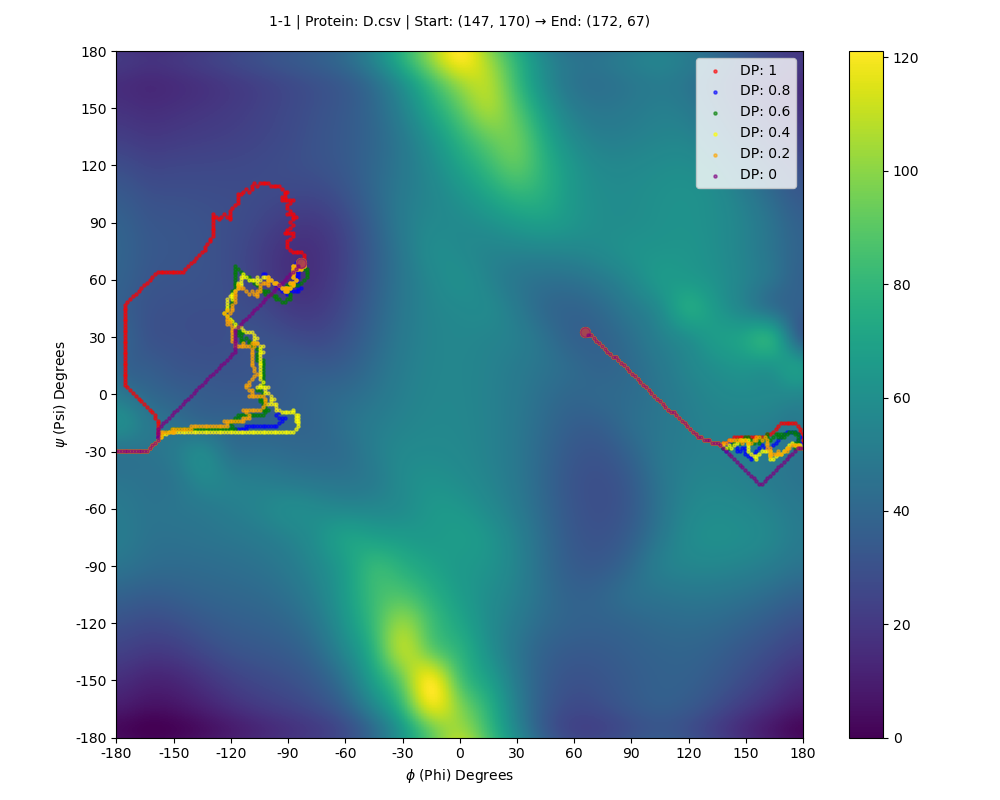 1-1 | Protein: D.csv | Start: (147, 170) → End: (172, 67)
DP: 1
DP: 0.8
DP: 0.6
DP: 0.4
DP: 0.2
DP: 0
180
150
120
90
60
30
0
-30
-60
-90
-120
-150
-180
ψ (Psi) Degrees
-180 -150 -120 -90 -60 -30 0 30 60 90 120 150 180
ϕ (Phi) Degrees
120
100
80
60
40
20
0